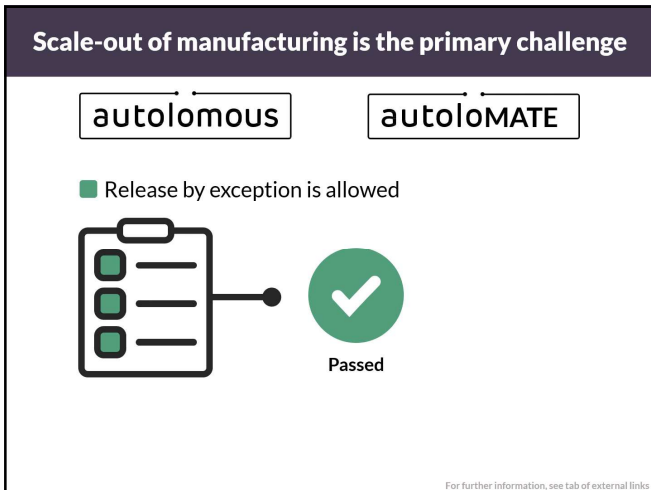 Scale-out of manufacturing is the primary challenge
autolomous
autoloMATE
Release by exception is allowed
Passed
For further information, see tab of external links